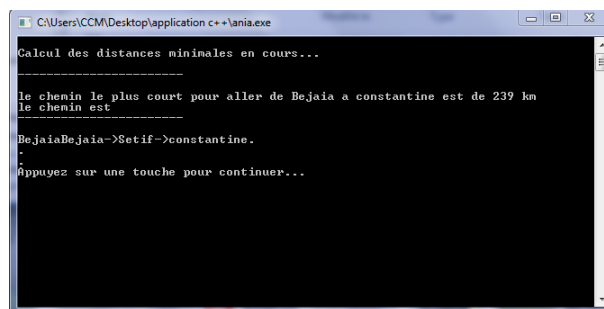 C:\Users\CCM\Desktop\application c++\ania.exe
Calcul des distances minimales en cours...
-----------------------
le chemin le plus court pour aller de Bejaia a constantine est de 239 km
le chemin est
-----------------------
BejaiaBejaia->Setif->constantine.
.
.
Appuyez sur une touche pour continuer...